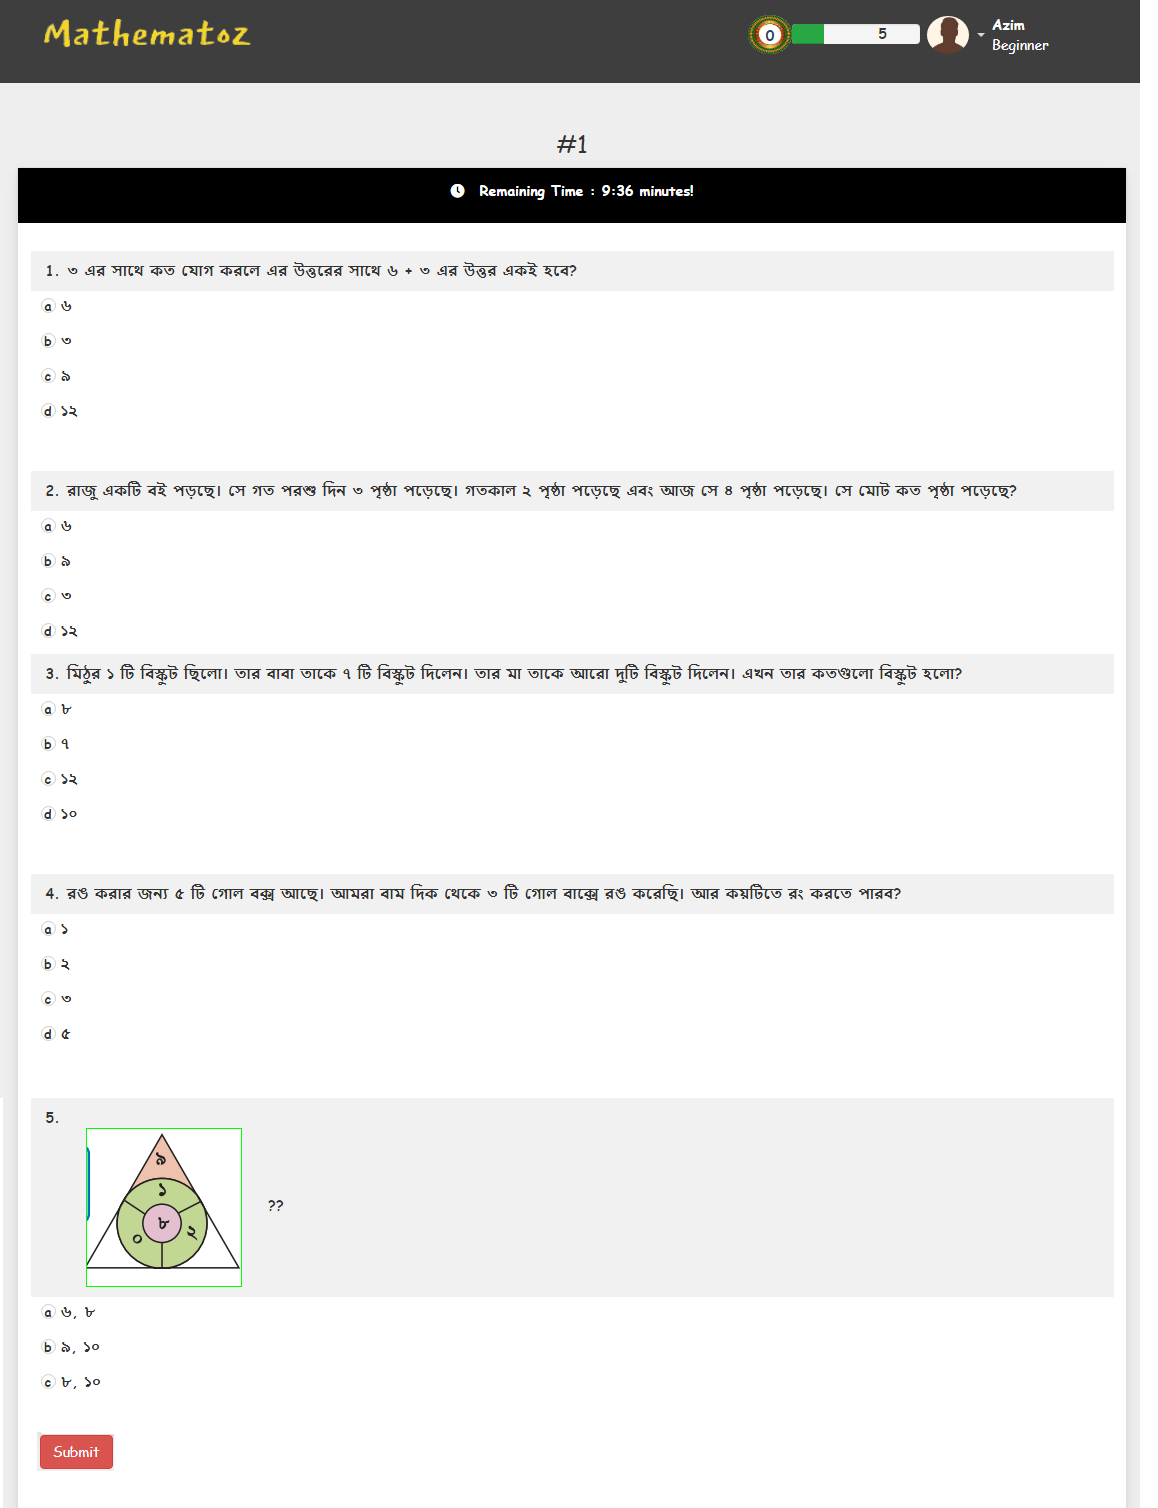 Mathematoz
0
5
Azim
Beginner
#1
Remaining Time : 9:36 minutes!
1. ৩ এর সাথে কত যোগ করলে এর উত্তরের সাথে ৬ + ৩ এর উত্তর একই হবে?
a ৬
b ৩
c ৯
d ১২
2. রাজু একটি বই পড়ছে। সে গত পরশু দিন ৩ পৃষ্ঠা পড়েছে। গতকাল ২ পৃষ্ঠা পড়েছে এবং আজ সে ৪ পৃষ্ঠা পড়েছে। সে মোট কত পৃষ্ঠা পড়েছে?
a ৬
b ৯
c ৩
d ১২
3. মিঠুর ১ টি বিস্কুট ছিলো। তার বাবা তাকে ৭ টি বিস্কুট দিলেন। তার মা তাকে আরো দুটি বিস্কুট দিলেন। এখন তার কতগুলো বিস্কুট হলো?
a ৮
b ৭
c ১২
d ১০
4. রঙ করার জন্য ৫ টি গোল বক্স আছে। আমরা বাম দিক থেকে ৩ টি গোল বাক্সে রঙ করেছি। আর কয়টিতে রং করতে পারব?
a ১
b ২
c ৩
d ৫
5.
৯
১
৮
০ ২
??
a ৬, ৮
b ৯, ১০
c ৮, ১০
Submit